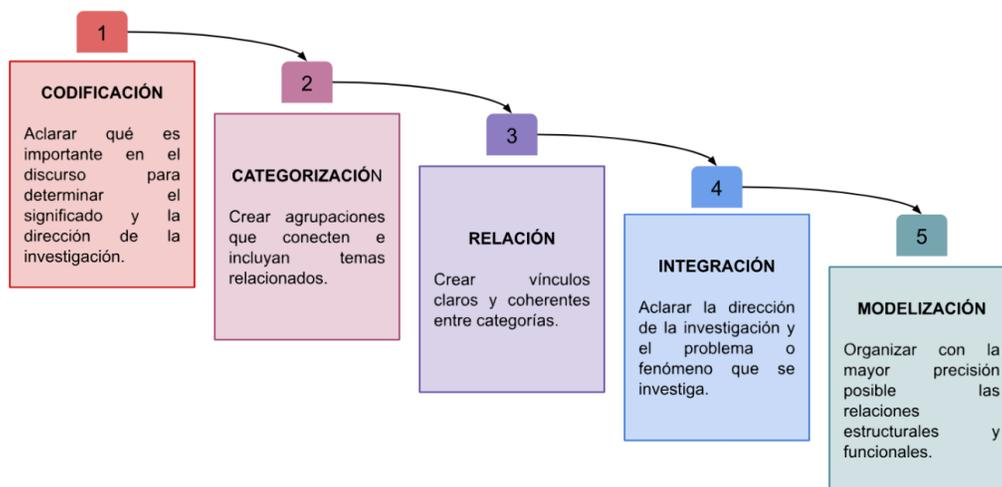 1
CODIFICACIÓN
Aclarar qué es
importante en el
discurso para
determinar el
significado y la
dirección de la
investigación.
2
CATEGORIZACIÓN
Crear agrupaciones
que conecten e
incluyan temas
relacionados.
3
RELACIÓN
Crear vínculos
claros y coherentes
entre categorías.
4
INTEGRACIÓN
Aclarar la dirección
de la investigación y
el problema o
fenómeno que se
investiga.
5
MODELIZACIÓN
Organizar con la
mayor precisión
posible las
relaciones
estructurales y
funcionales.